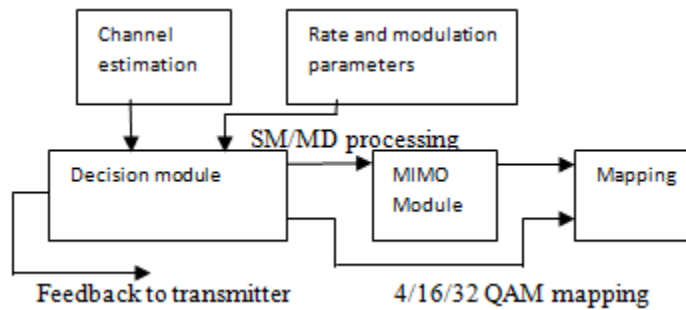 Channel
estimation
Rate and modulation
parameters
SM/MD processing
Decision module
MIMO
Module
Mapping
Feedback to transmitter
4/16/32 QAM mapping